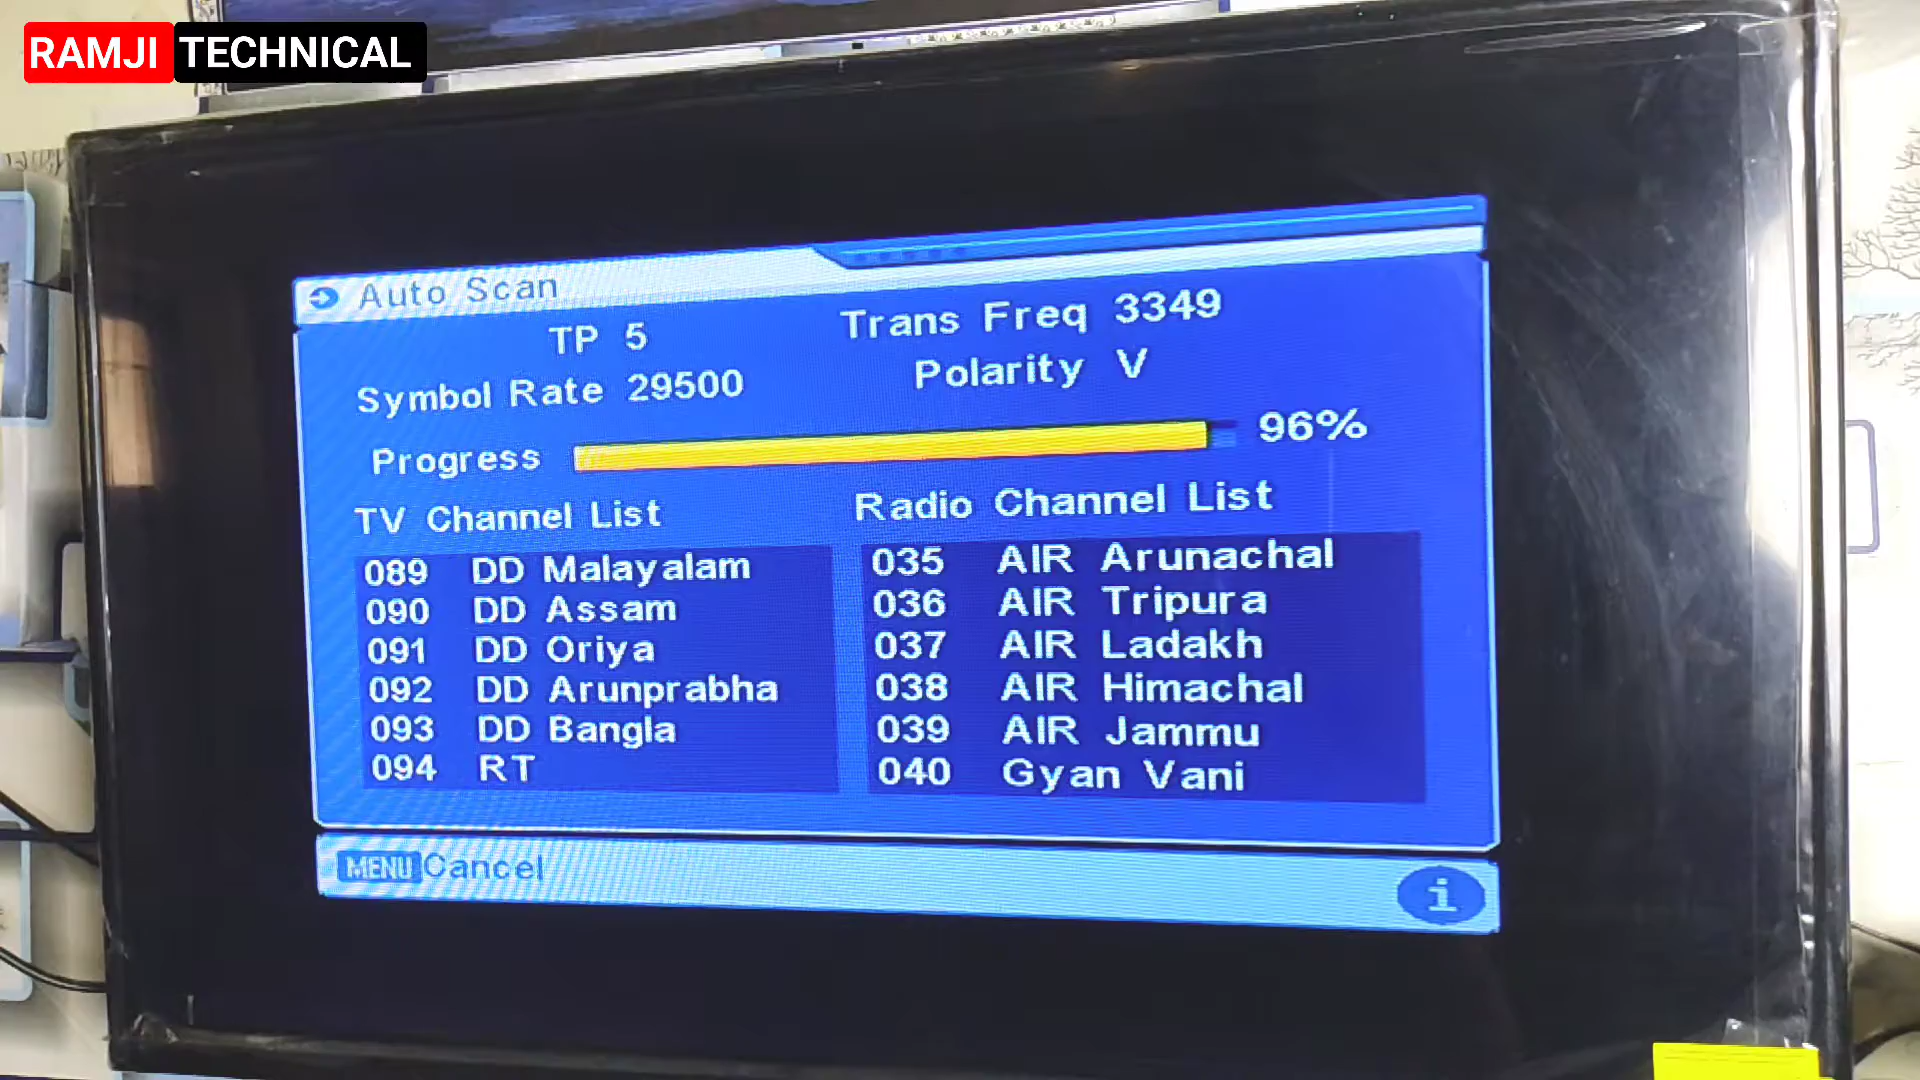 RAMJI TECHNICAL
Auto Scan
TP 5 Trans Freq 3349
Symbol Rate 29500 Polarity V
Progress 96%
TV Channel List
089 DD Malayalam
090 DD Assam
091 DD Oriya
092 DD Arunprabha
093 DD Bangla
094 RT
Radio Channel List
035 AIR Arunachal
036 AIR Tripura
037 AIR Ladakh
038 AIR Himachal
039 AIR Jammu
040 Gyan Vani
MENU Cancel
i